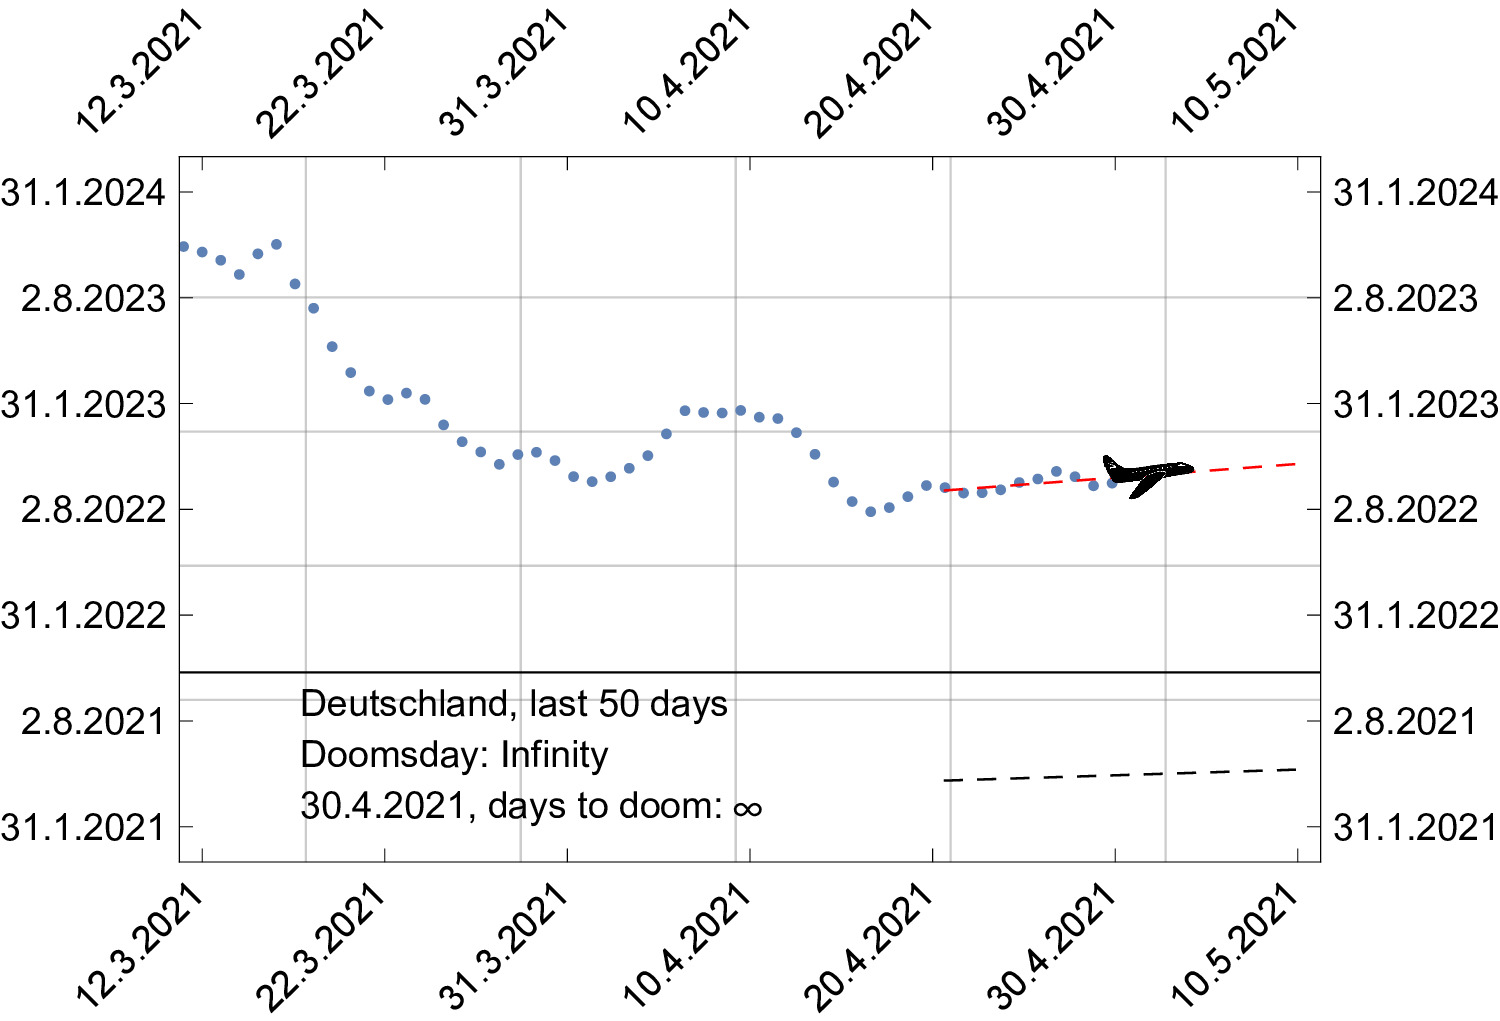 12.3.2021 22.3.2021 31.3.2021 10.4.2021 20.4.2021 30.4.2021 10.5.2021
31.1.2024 31.1.2024
2.8.2023 2.8.2023
31.1.2023 31.1.2023
2.8.2022 2.8.2022
31.1.2022 31.1.2022
Deutschland, last 50 days
2.8.2021 2.8.2021
Doomsday: Infinity
30.4.2021, days to doom: ∞
31.1.2021 31.1.2021
12.3.2021 22.3.2021 31.3.2021 10.4.2021 20.4.2021 30.4.2021 10.5.2021